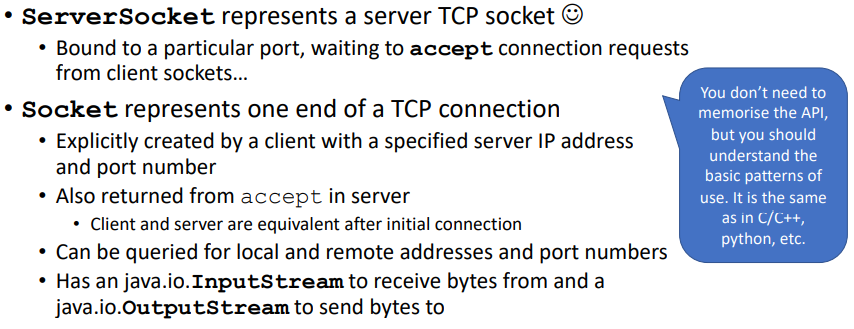 • ServerSocket represents a server TCP socket ☺
• Bound to a particular port, waiting to accept connection requests
from client sockets…
• Socket represents one end of a TCP connection
• Explicitly created by a client with a specified server IP address
and port number
• Also returned from accept in server
• Client and server are equivalent after initial connection
• Can be queried for local and remote addresses and port numbers
• Has an java.io.InputStream to receive bytes from and a
java.io.OutputStream to send bytes to
You don’t need to
memorise the API,
but you should
understand the
basic patterns of
use. It is the same
as in C/C++,
python, etc.